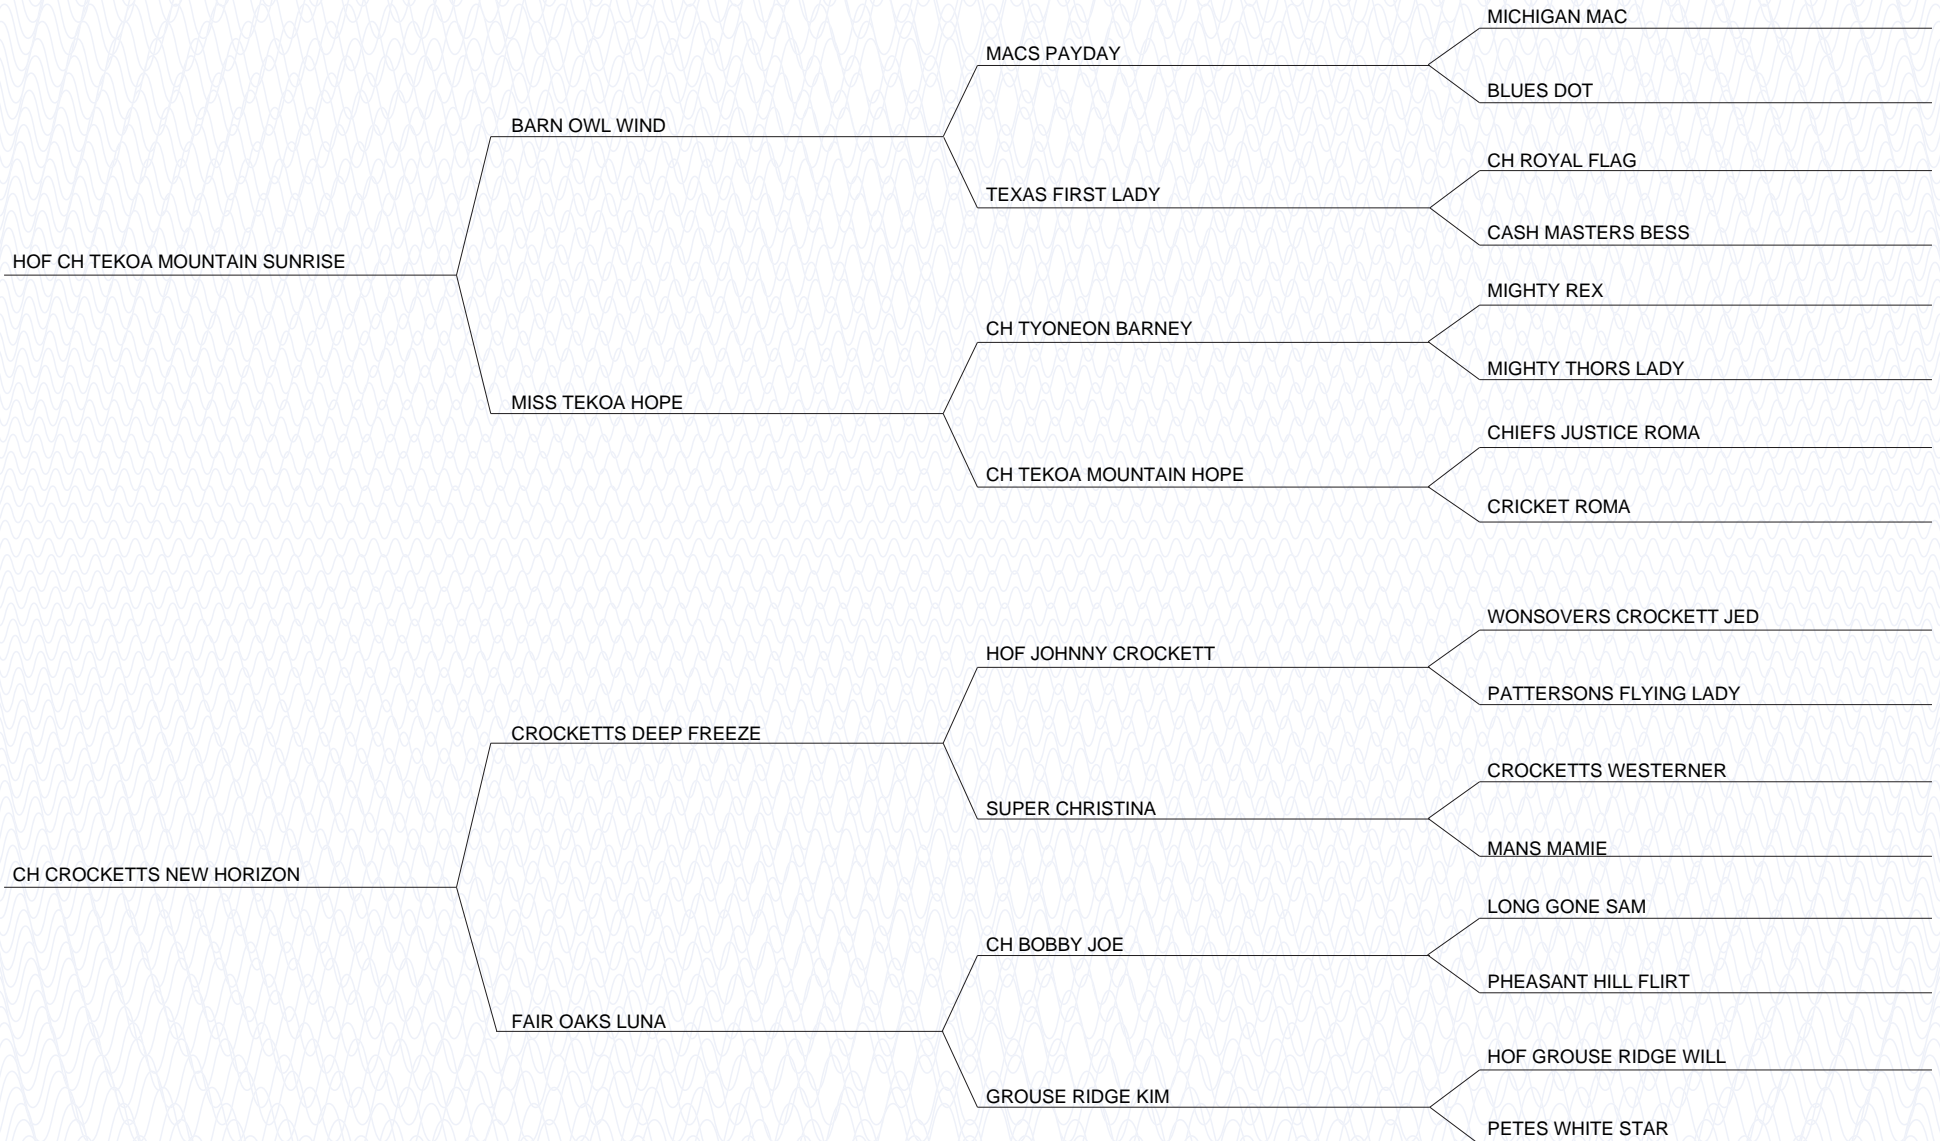 MICHIGAN MAC
MACS PAYDAY
BLUES DOT
BARN OWL WIND
CH ROYAL FLAG
TEXAS FIRST LADY
CASH MASTERS BESS
HOF CH TEKOA MOUNTAIN SUNRISE
MIGHTY REX
CH TYONEON BARNEY
MIGHTY THORS LADY
MISS TEKOA HOPE
CHIEFS JUSTICE ROMA
CH TEKOA MOUNTAIN HOPE
CRICKET ROMA
WONSOVERS CROCKETT JED
HOF JOHNNY CROCKETT
PATTERSONS FLYING LADY
CROCKETTS DEEP FREEZE
CROCKETTS WESTERNER
SUPER CHRISTINA
MANS MAMIE
CH CROCKETTS NEW HORIZON
LONG GONE SAM
CH BOBBY JOE
PHEASANT HILL FLIRT
FAIR OAKS LUNA
HOF GROUSE RIDGE WILL
GROUSE RIDGE KIM
PETES WHITE STAR